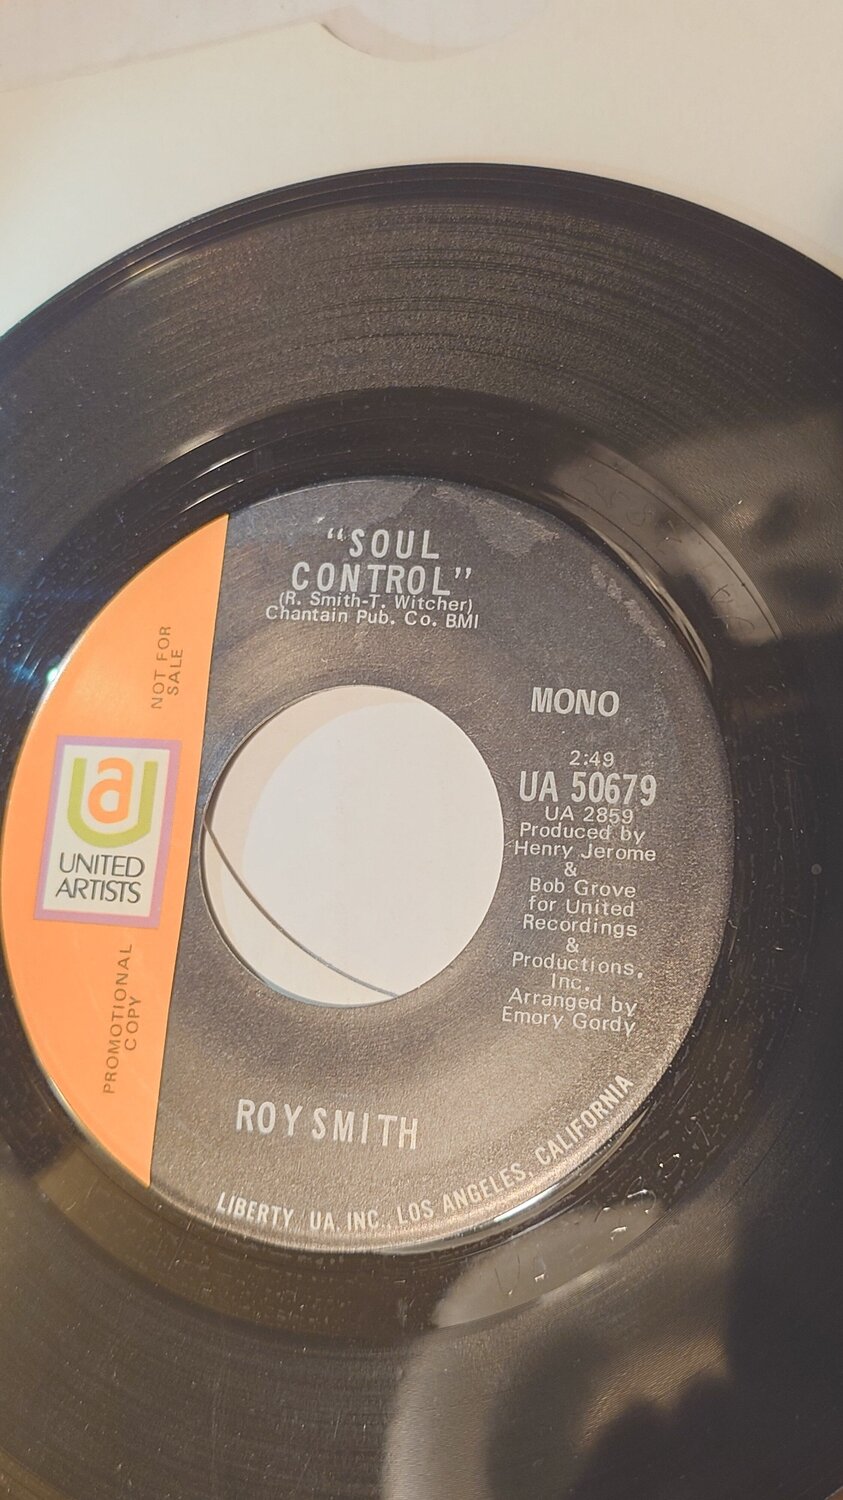 "SOUL
CONTROL"
(R. Smith-T. Witcher)
Chantain Pub. Co. BMI
NOT FOR
SALE
MONO
2:49
UA 50679
UA 2859
Produced by
Henry Jerome
&
Bob Grove
for United
Recordings
&
Productions,
Inc.
Arranged by
Emory Gordy
ua
UNITED
ARTISTS
PROMOTIONAL
COPY
ROY SMITH
LIBERTY, UA, INC., LOS ANGELES, CALIFORNIA